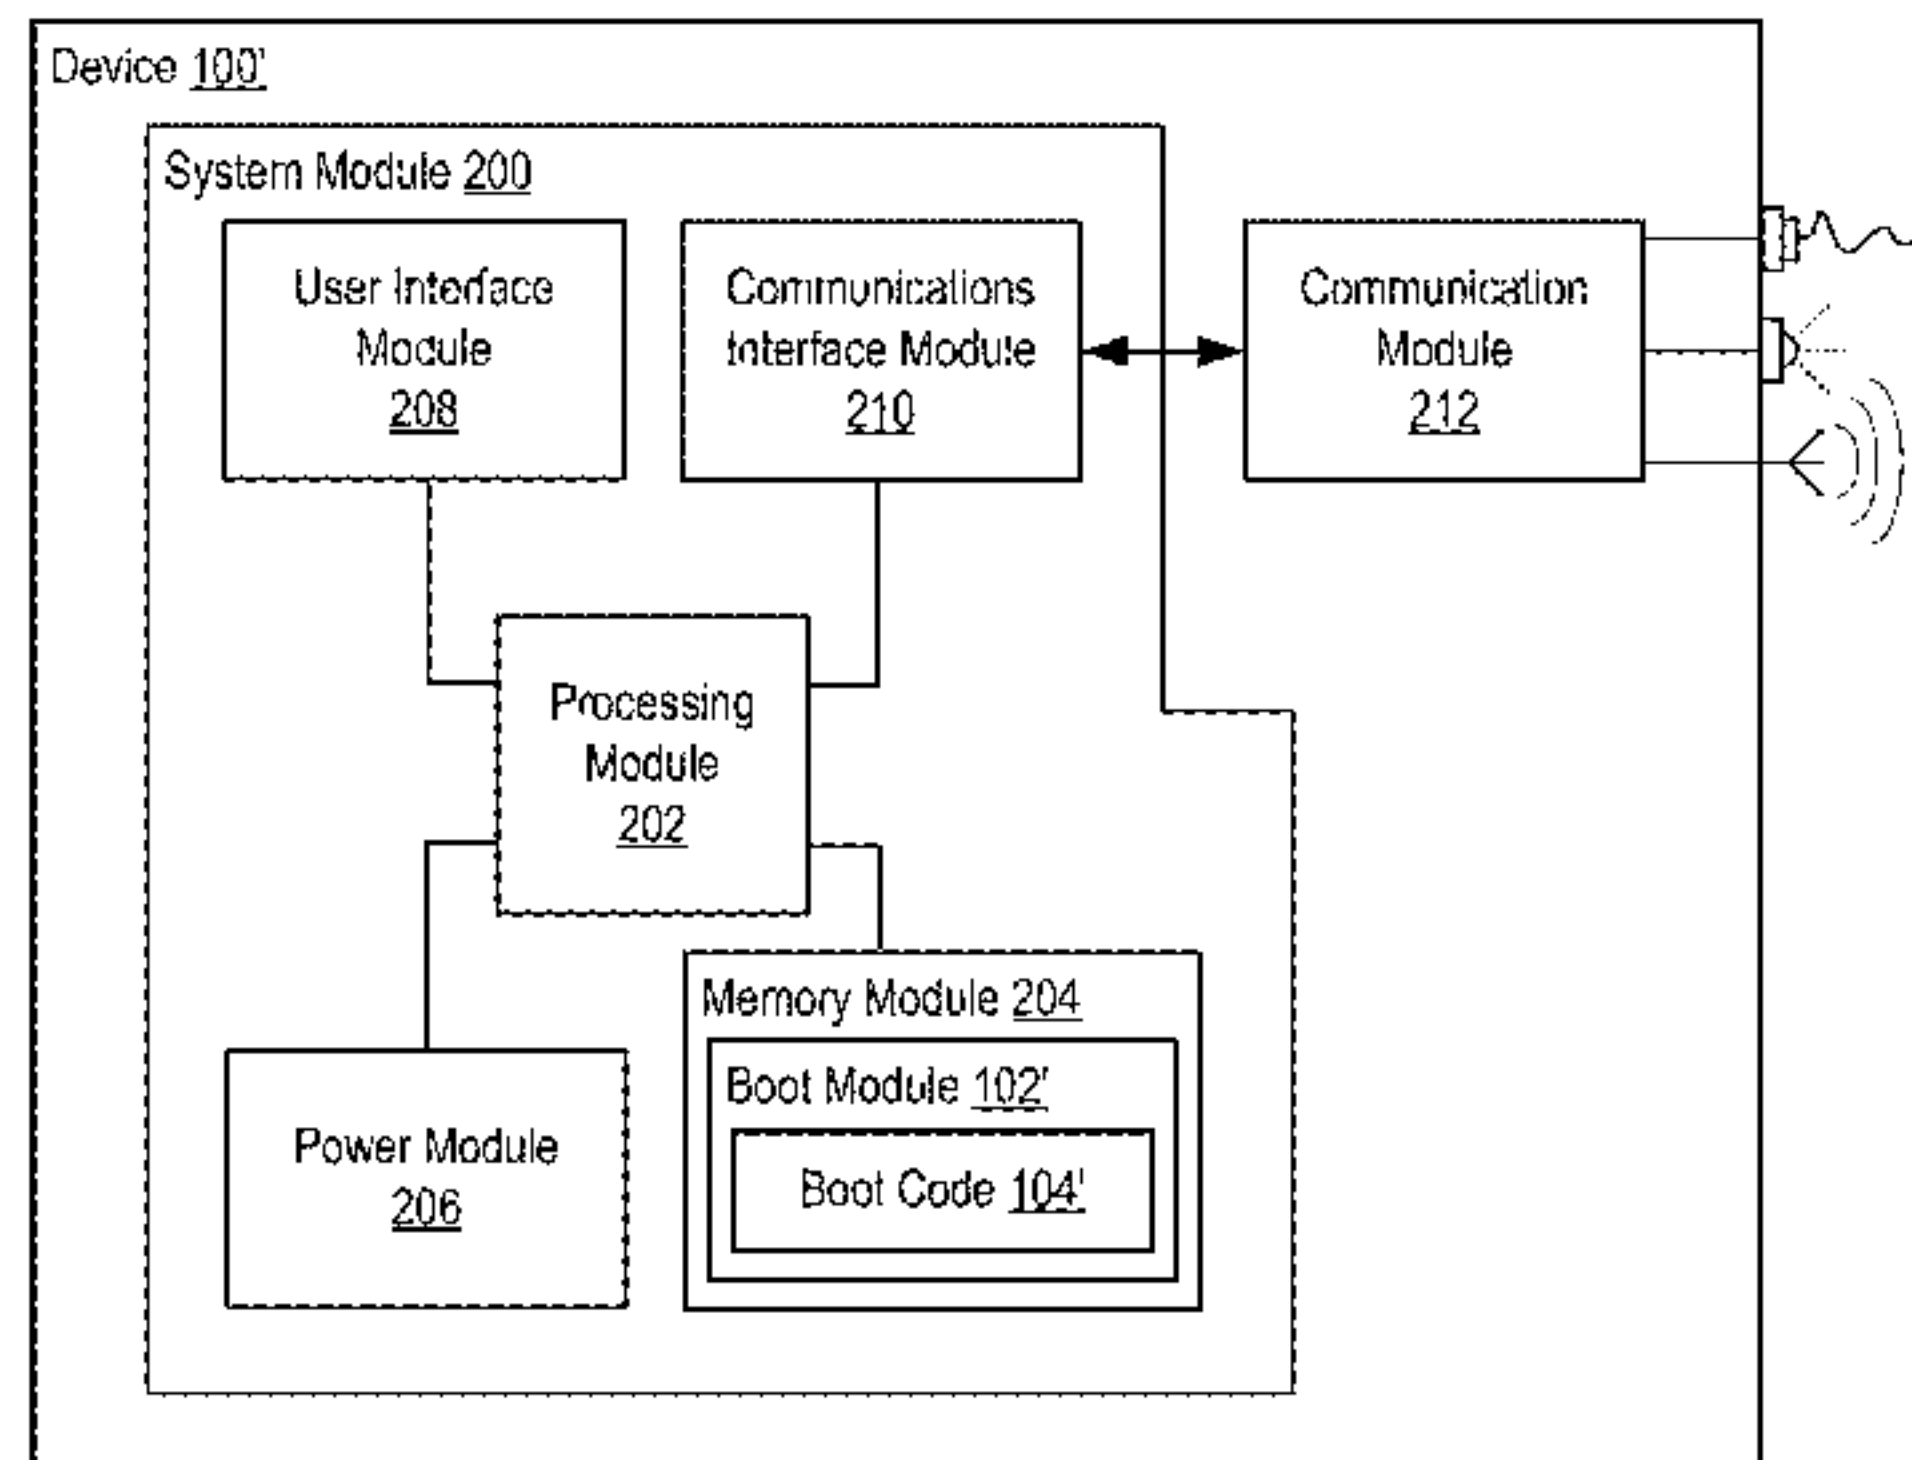 Device 100'
System Module 200
User Interface
Module
208
Communications
Interface Module
210
Communication
Module
212
Processing
Module
202
Memory Module 204
Boot Module 102'
Boot Code 104'
Power Module
206